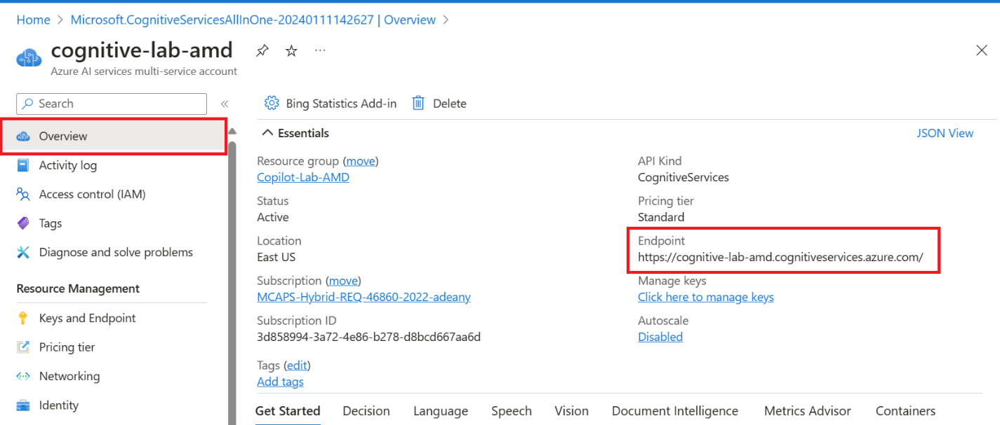 Home > Microsoft.CognitiveServicesAllInOne-20240111142627 | Overview >
cognitive-lab-amd
Azure AI services multi-service account
Search
Overview
Activity log
Access control (IAM)
Tags
Diagnose and solve problems
Resource Management
Keys and Endpoint
Pricing tier
Networking
Identity
Bing Statistics Add-in
Delete
Essentials
JSON View
Resource group (move)
Copilot-Lab-AMD
Status
Active
Location
East US
Subscription (move)
MCAPS-Hybrid-REQ-46860-2022-adeany
Subscription ID
3d858994-3a72-4e86-b278-d8bcd667aa6d
Tags (edit)
Add tags
API Kind
CognitiveServices
Pricing tier
Standard
Endpoint
https://cognitive-lab-amd.cognitiveservices.azure.com/
Manage keys
Click here to manage keys
Autoscale
Disabled
Get Started Decision Language Speech Vision Document Intelligence Metrics Advisor Containers